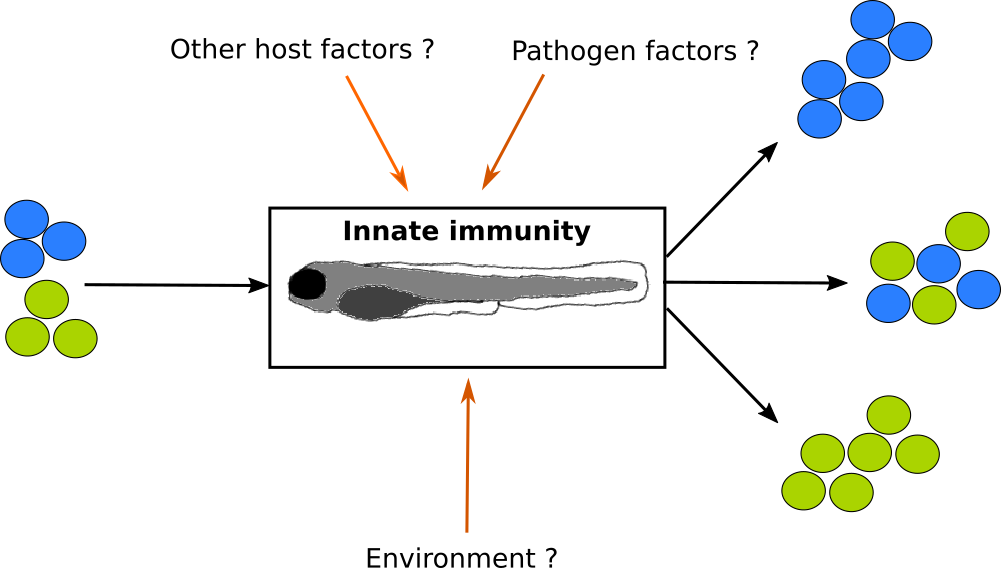 Other host factors ?
Pathogen factors ?
Innate immunity
Environment ?